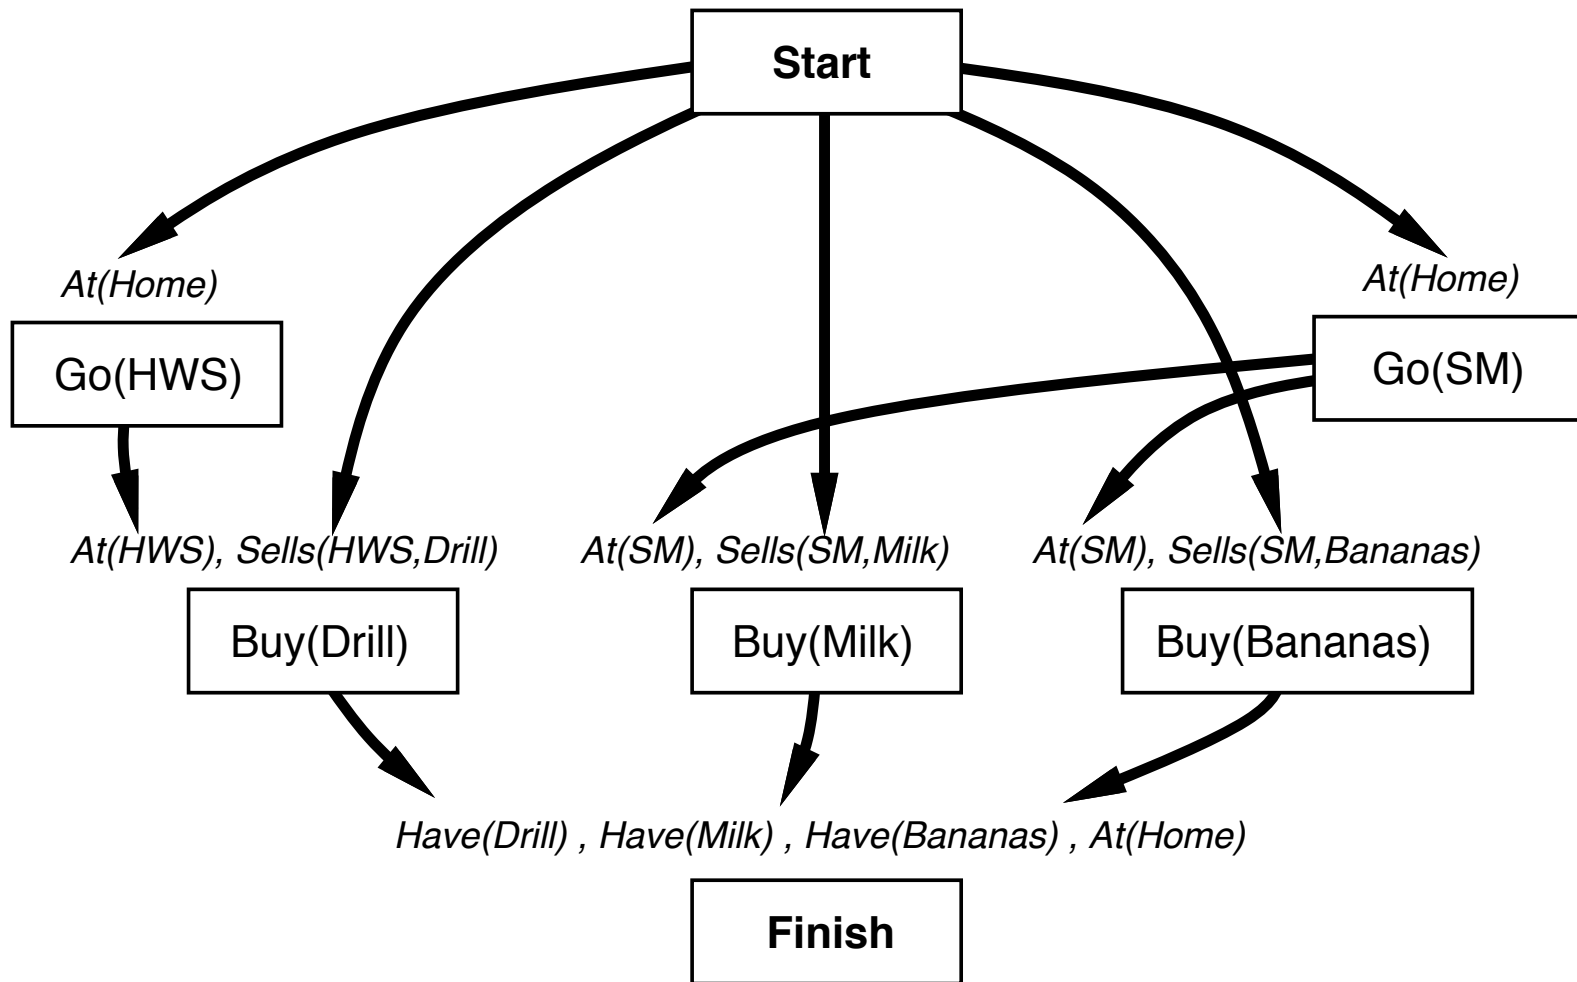 Start
At(Home)
At(Home)
Go(HWS)
Go(SM)
At(HWS), Sells(HWS,Drill)
At(SM), Sells(SM,Milk)
At(SM), Sells(SM,Bananas)
Buy(Drill)
Buy(Milk)
Buy(Bananas)
Have(Drill) , Have(Milk) , Have(Bananas) , At(Home)
Finish